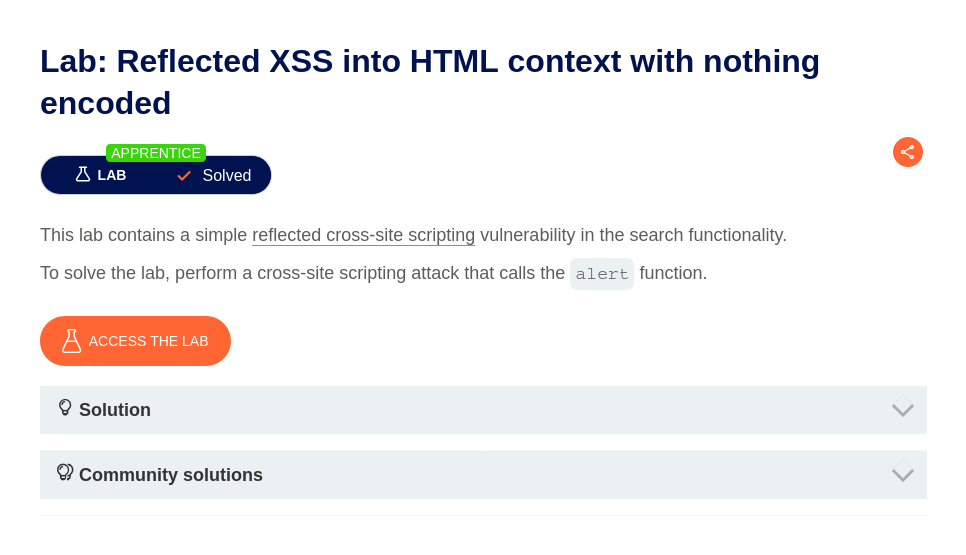 Lab: Reflected XSS into HTML context with nothing
encoded
APPRENTICE
LAB Solved
This lab contains a simple reflected cross-site scripting vulnerability in the search functionality.
To solve the lab, perform a cross-site scripting attack that calls the alert function.
ACCESS THE LAB
Solution
Community solutions